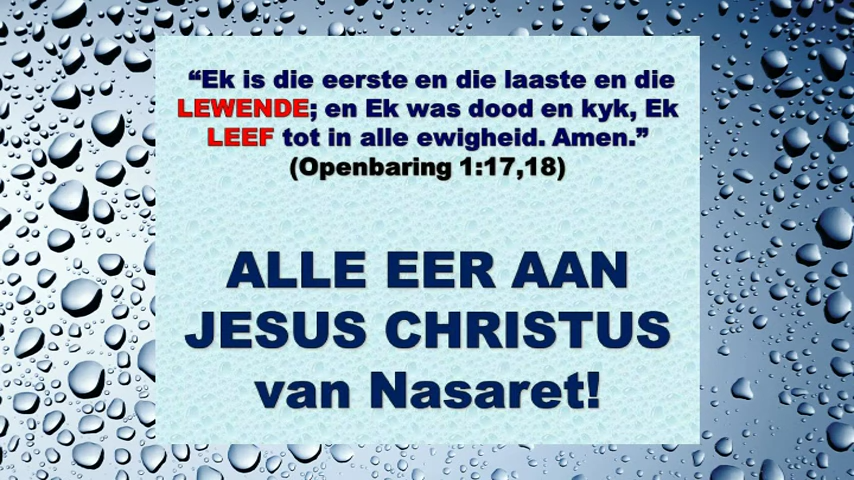 “Ek is die eerste en die laaste en die
LEWENDE; en Ek was dood en kyk, Ek
LEEF tot in alle ewigheid. Amen.”
(Openbaring 1:17,18)
ALLE EER AAN
JESUS CHRISTUS
van Nasaret!